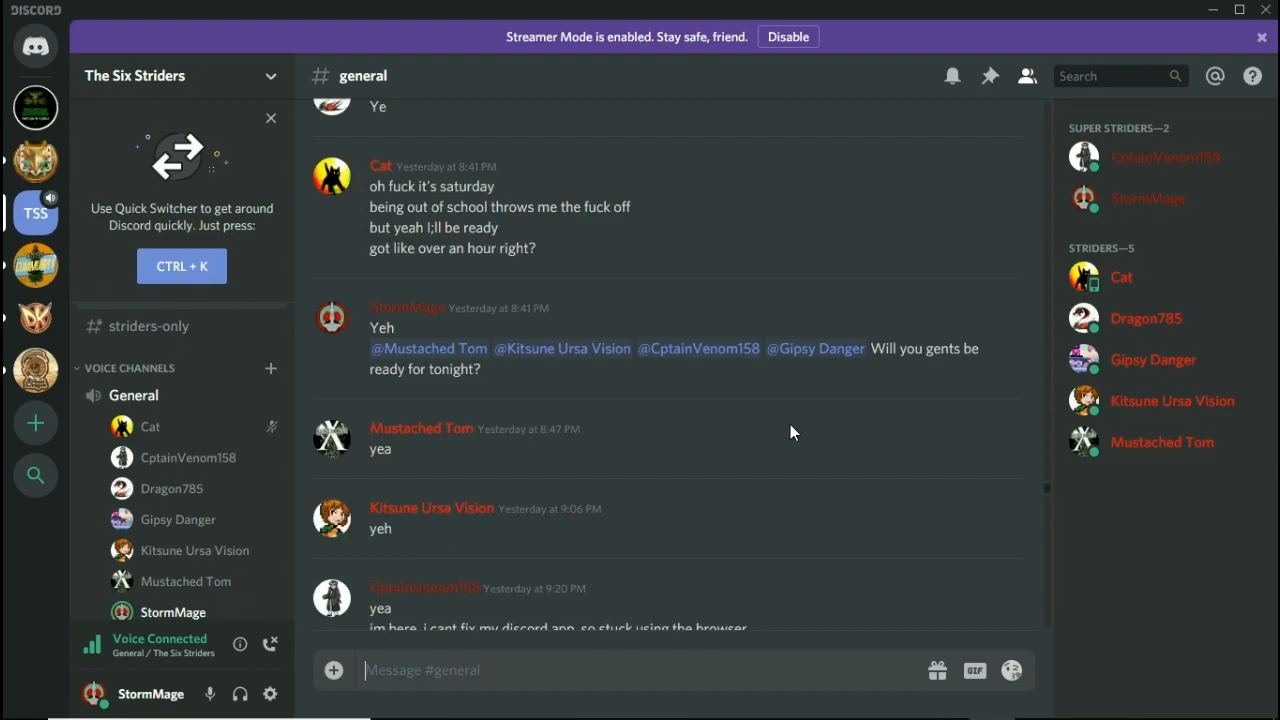 DISCORD
Streamer Mode is enabled. Stay safe, friend.
Disable
The Six Striders
general
Search
Use Quick Switcher to get around
Discord quickly. Just press:
CTRL + K
striders-only
VOICE CHANNELS
General
Cat
CptainVenom158
Dragon785
Gipsy Danger
Kitsune Ursa Vision
Mustached Tom
StormMage
Voice Connected
General / The Six Striders
StormMage
TSS
Ye
Cat Yesterday at 8:41 PM
oh fuck it's saturday
being out of school throws me the fuck off
but yeah I;ll be ready
got like over an hour right?
StormMage Yesterday at 8:41 PM
Yeh
@Mustached Tom @Kitsune Ursa Vision @CptainVenom158 @Gipsy Danger Will you gents be
ready for tonight?
Mustached Tom Yesterday at 8:47 PM
yea
Kitsune Ursa Vision Yesterday at 9:06 PM
yeh
CptainVenom158 Yesterday at 9:20 PM
yea
im here, i cant fix my discord app, so stuck using the browser
Message #general
GIF
SUPER STRIDERS—2
CptainVenom158
StormMage
STRIDERS—5
Cat
Dragon785
Gipsy Danger
Kitsune Ursa Vision
Mustached Tom